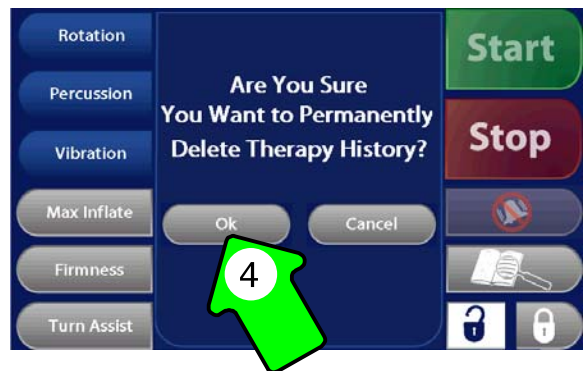 Rotation
Percussion
Vibration
Max Inflate
Firmness
Turn Assist
Are You Sure
You Want to Permanently
Delete Therapy History?
Ok
Cancel
4
Start
Stop